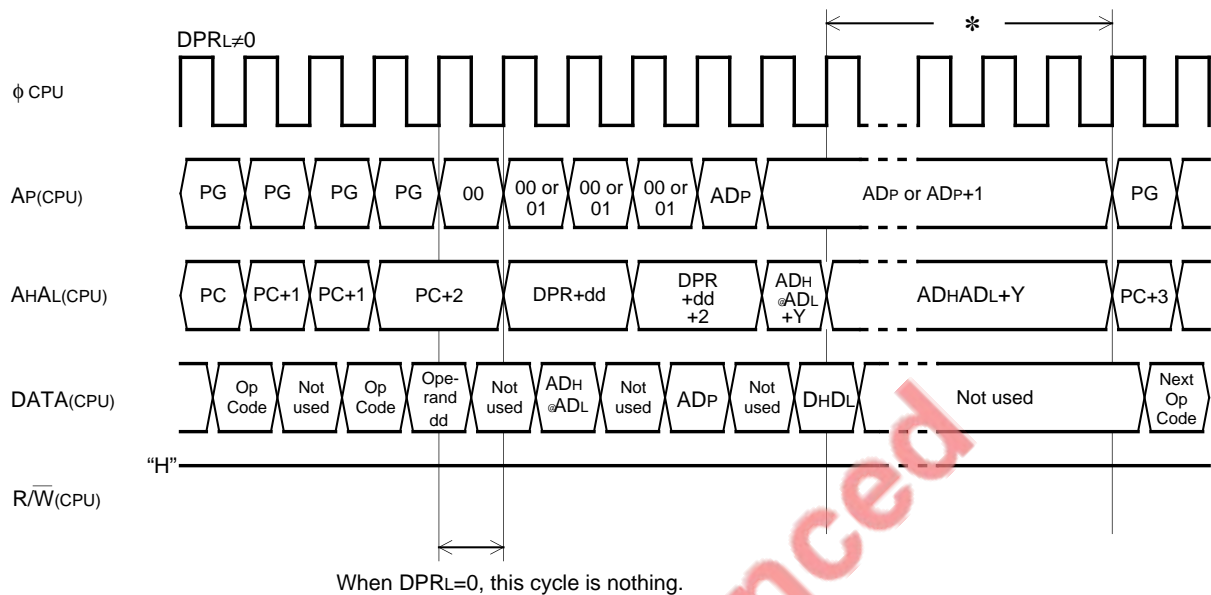 DPRL≠0
✻
ϕ CPU
AP(CPU)
PG PG PG PG 00 00 or 01 00 or 01 00 or 01 ADP ADP or ADP+1 PG
AHAL(CPU)
PC PC+1 PC+1 PC+2 DPR+dd DPR +dd +2 ADH @ADL +Y ADHADL+Y PC+3
DATA(CPU)
Op Code Not used Op Code Ope- rand dd Not used ADH @ADL Not used ADP Not used DHDL Not used Next Op Code
“H”
R/W̅(CPU)
When DPRL=0, this cycle is nothing.
nced